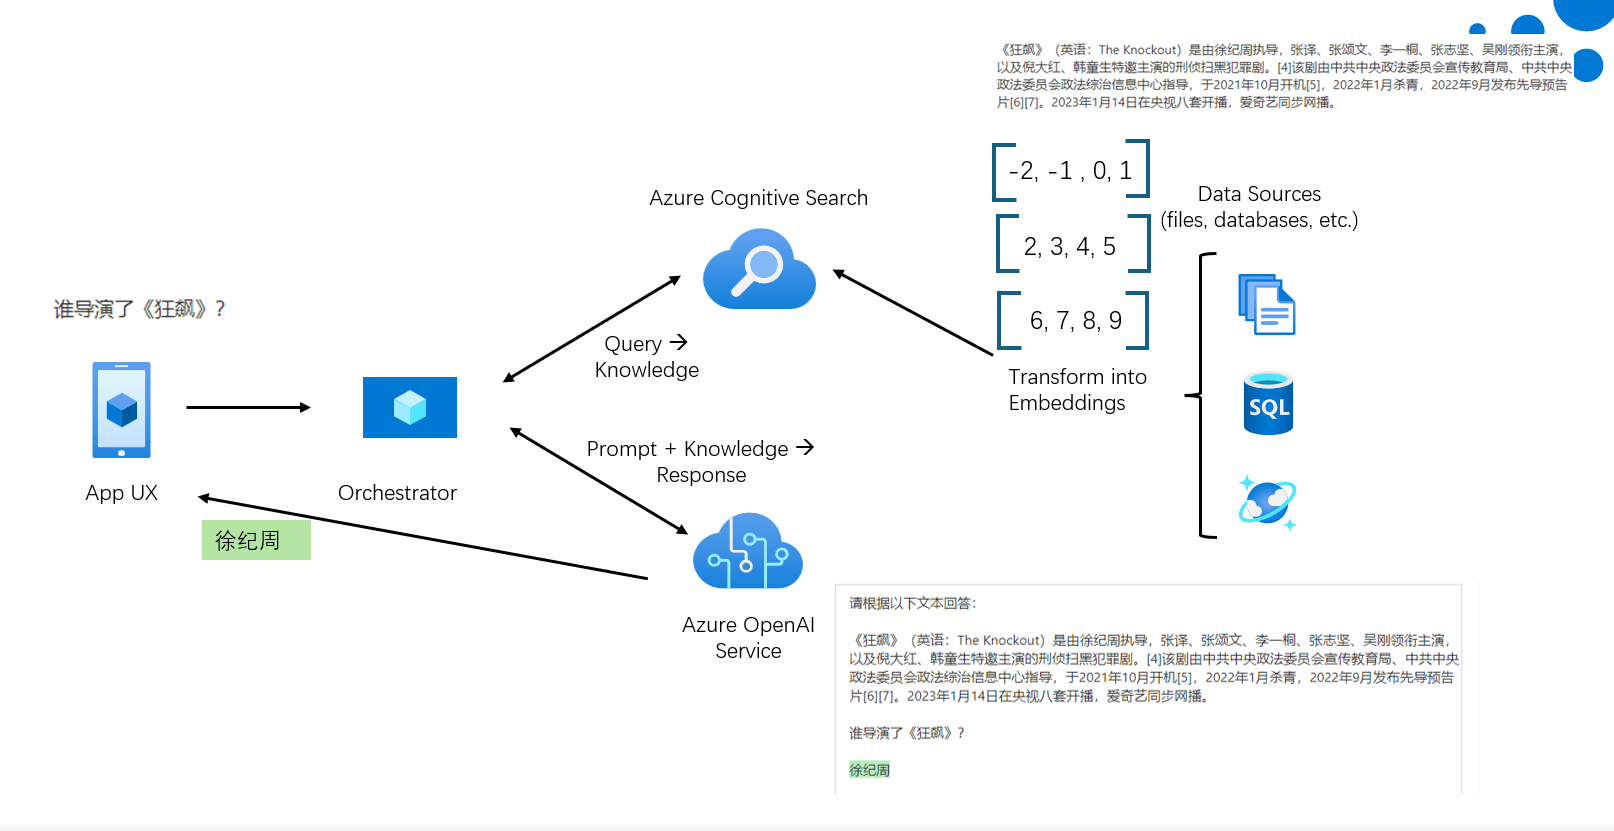 《狂飙》（英语：The Knockout）是由徐纪周执导，张译、张颂文、李一桐、张志坚、吴刚领衔主演，
以及倪大红、韩童生特邀主演的刑侦扫黑犯罪剧。[4]该剧由中共中央政法委员会宣传教育局、中共中央
政法委员会政法综治信息中心指导，于2021年10月开机[5]，2022年1月杀青，2022年9月发布先导预告
片[6][7]。2023年1月14日在央视八套开播，爱奇艺同步网播。
-2, -1 , 0, 1
2, 3, 4, 5
6, 7, 8, 9
Transform into
Embeddings
Data Sources
(files, databases, etc.)
SQL
Azure Cognitive Search
谁导演了《狂飙》？
Query →
Knowledge
Prompt + Knowledge →
Response
App UX
Orchestrator
徐纪周
Azure OpenAI
Service
请根据以下文本回答：
《狂飙》（英语：The Knockout）是由徐纪周执导，张译、张颂文、李一桐、张志坚、吴刚领衔主演，
以及倪大红、韩童生特邀主演的刑侦扫黑犯罪剧。[4]该剧由中共中央政法委员会宣传教育局、中共中央
政法委员会政法综治信息中心指导，于2021年10月开机[5]，2022年1月杀青，2022年9月发布先导预告
片[6][7]。2023年1月14日在央视八套开播，爱奇艺同步网播。
谁导演了《狂飙》？
徐纪周